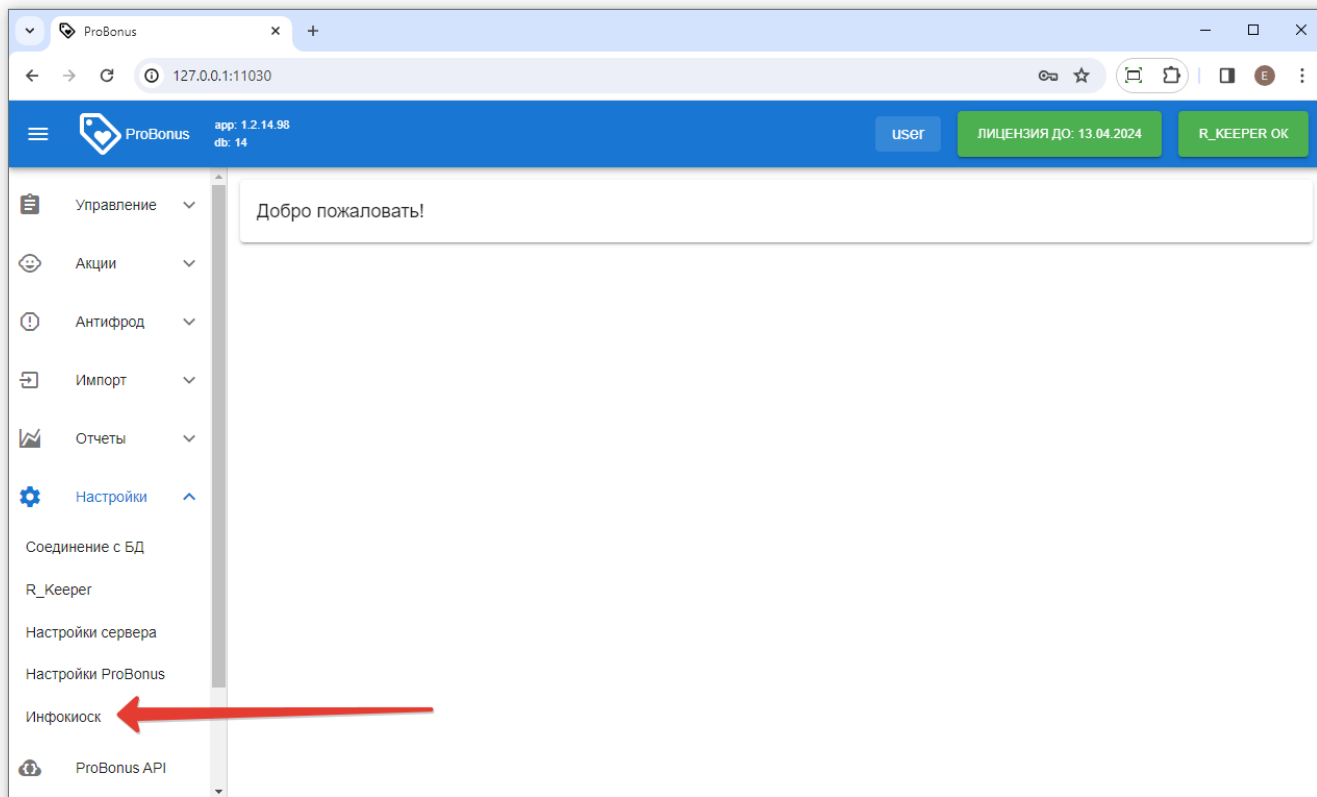 ProBonus
127.0.0.1:11030
E
ProBonus
app: 1.2.14.98
db: 14
user
ЛИЦЕНЗИЯ ДО: 13.04.2024
R_KEEPER ОК
Управление
Добро пожаловать!
Акции
Антифрод
Импорт
Отчеты
Настройки
Соединение с БД
R_Keeper
Настройки сервера
Настройки ProBonus
Инфокиоск
ProBonus API